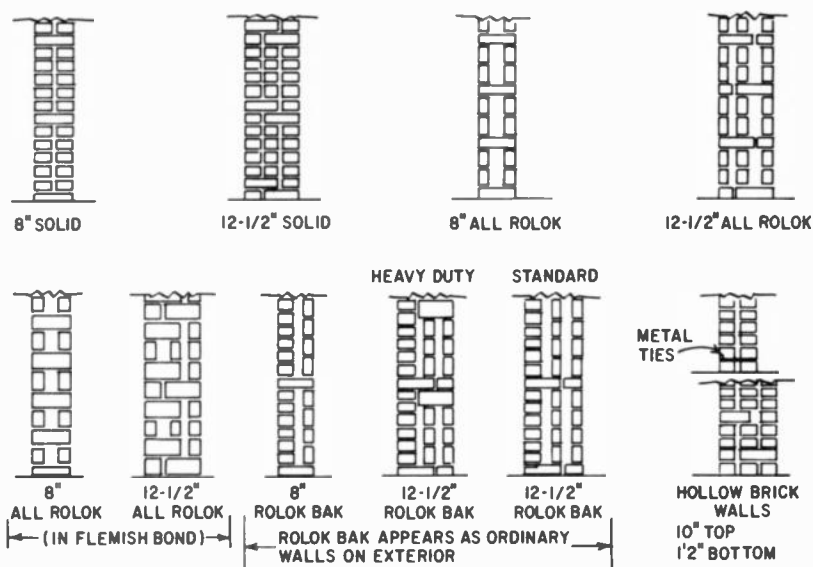 8" SOLID
12-1/2" SOLID
8" ALL ROLOK
12-1/2" ALL ROLOK
HEAVY DUTY
STANDARD
METAL
TIES
8"
ALL ROLOK
12-1/2"
ALL ROLOK
8"
ROLOK BAK
12-1/2"
ROLOK BAK
12-1/2"
ROLOK BAK
(IN FLEMISH BOND)
ROLOK BAK APPEARS AS ORDINARY
WALLS ON EXTERIOR
HOLLOW BRICK
WALLS
10" TOP
1'2" BOTTOM